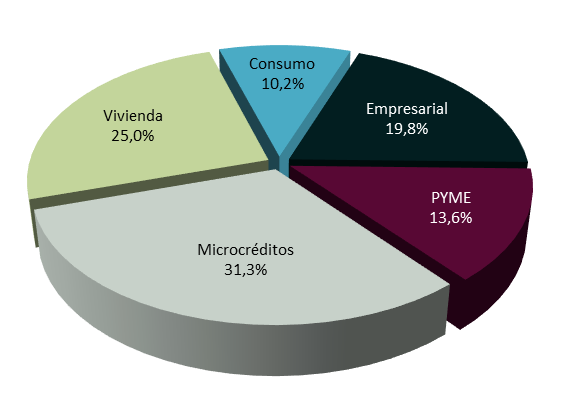 Consumo
10,2%
Empresarial
19,8%
Vivienda
25,0%
PYME
13,6%
Microcréditos
31,3%